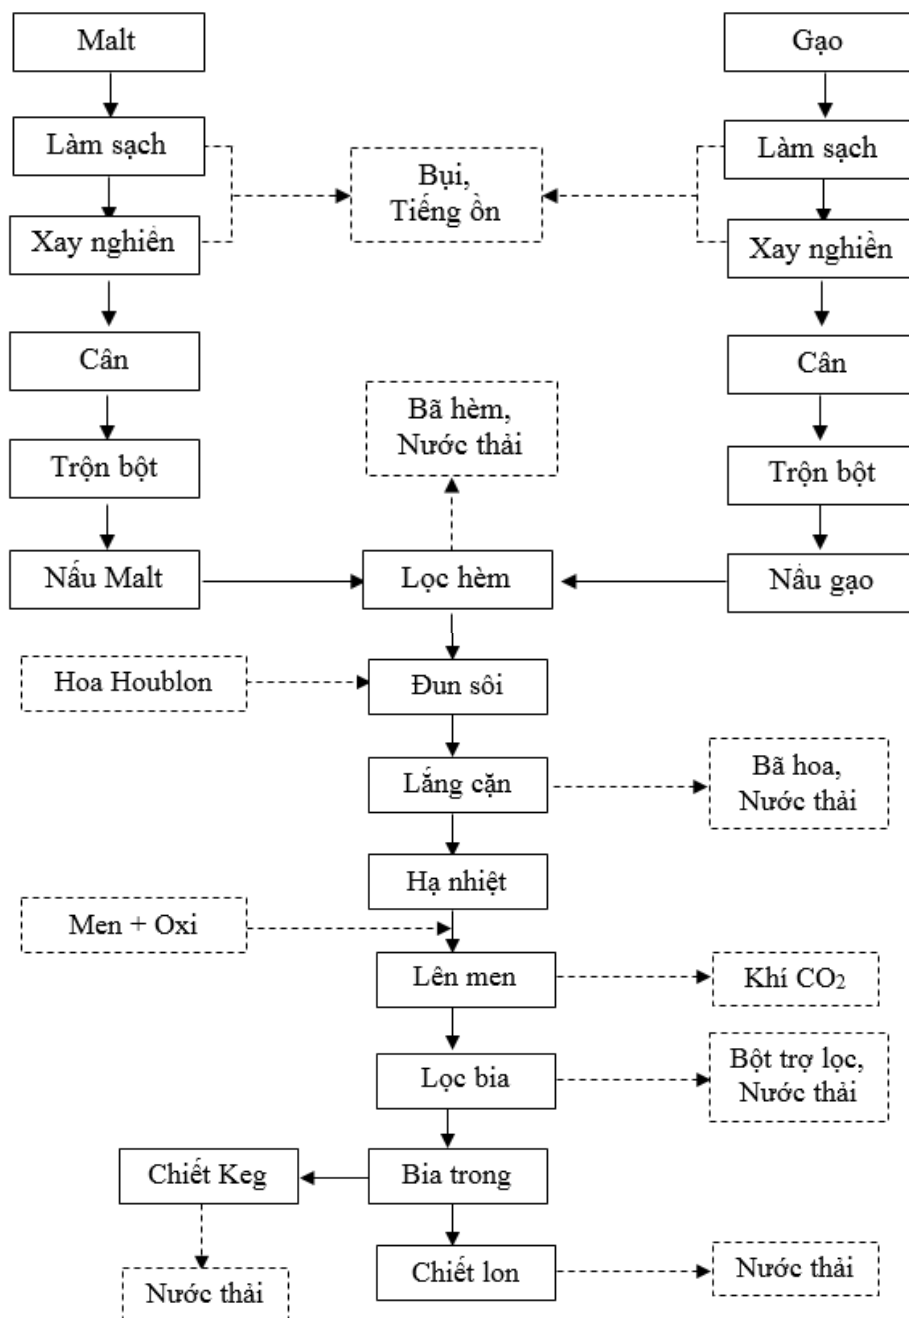 Malt
Gạo
Làm sạch
Làm sạch
Bụi,
Tiếng ồn
Xay nghiền
Xay nghiền
Cân
Cân
Bã hèm,
Nước thải
Trộn bột
Trộn bột
Nấu Malt
Lọc hèm
Nấu gạo
Hoa Houblon
Đun sôi
Lắng cặn
Bã hoa,
Nước thải
Hạ nhiệt
Men + Oxi
Lên men
Khí CO₂
Lọc bia
Bột trợ lọc,
Nước thải
Chiết Keg
Bia trong
Chiết lon
Nước thải
Nước thải